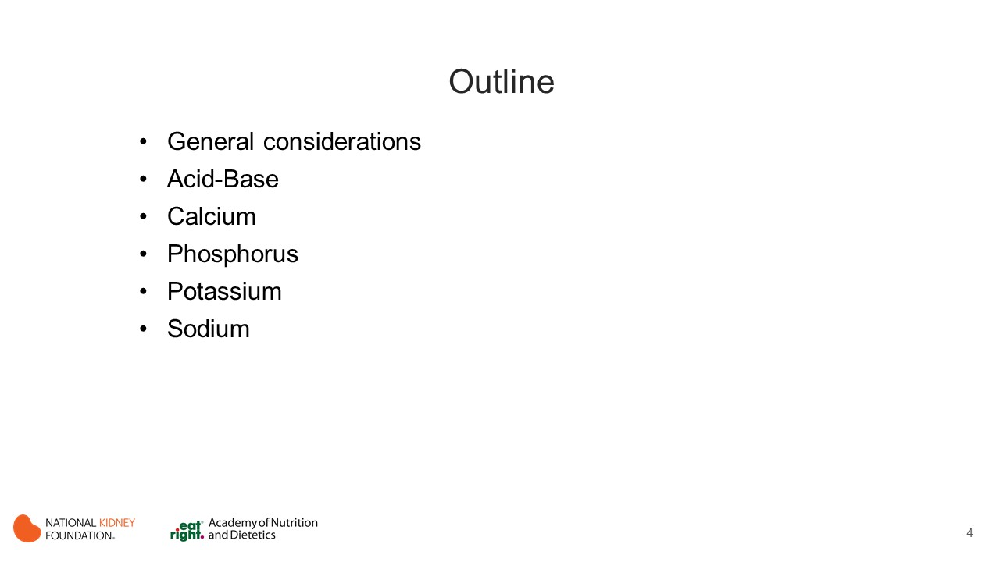 Outline
• General considerations
• Acid-Base
• Calcium
• Phosphorus
• Potassium
• Sodium
NATIONAL KIDNEY
FOUNDATION®
eat
right.
Academy of Nutrition
and Dietetics
4